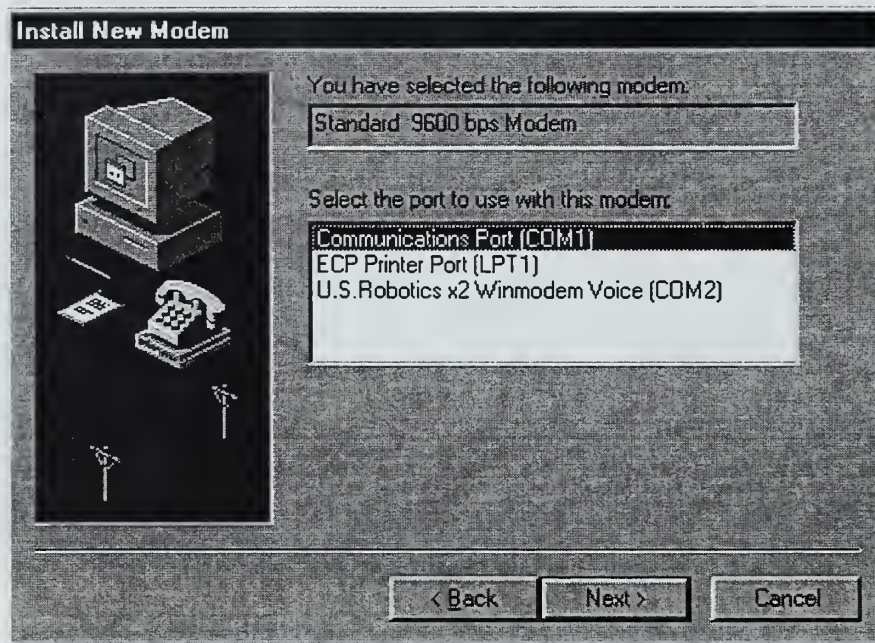 Install New Modem
You have selected the following modem:
Standard 9600 bps Modem
Select the port to use with this modem:
Communications Port (COM1)
ECP Printer Port (LPT1)
U.S.Robotics x2 Winmodem Voice (COM2)
< Back
Next >
Cancel